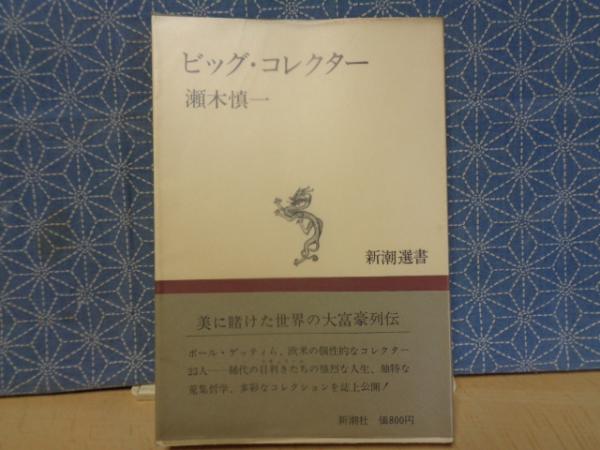 ビッグ・コレクター
瀬木慎一
新潮選書
美に賭けた世界の大富豪列伝
ポール・ゲッティら、欧米の個性的なコレクター
23人──稀代の目利きたちの強烈な人生、独特な
蒐集哲学、多彩なコレクションを誌上公開!
新潮社 価800円